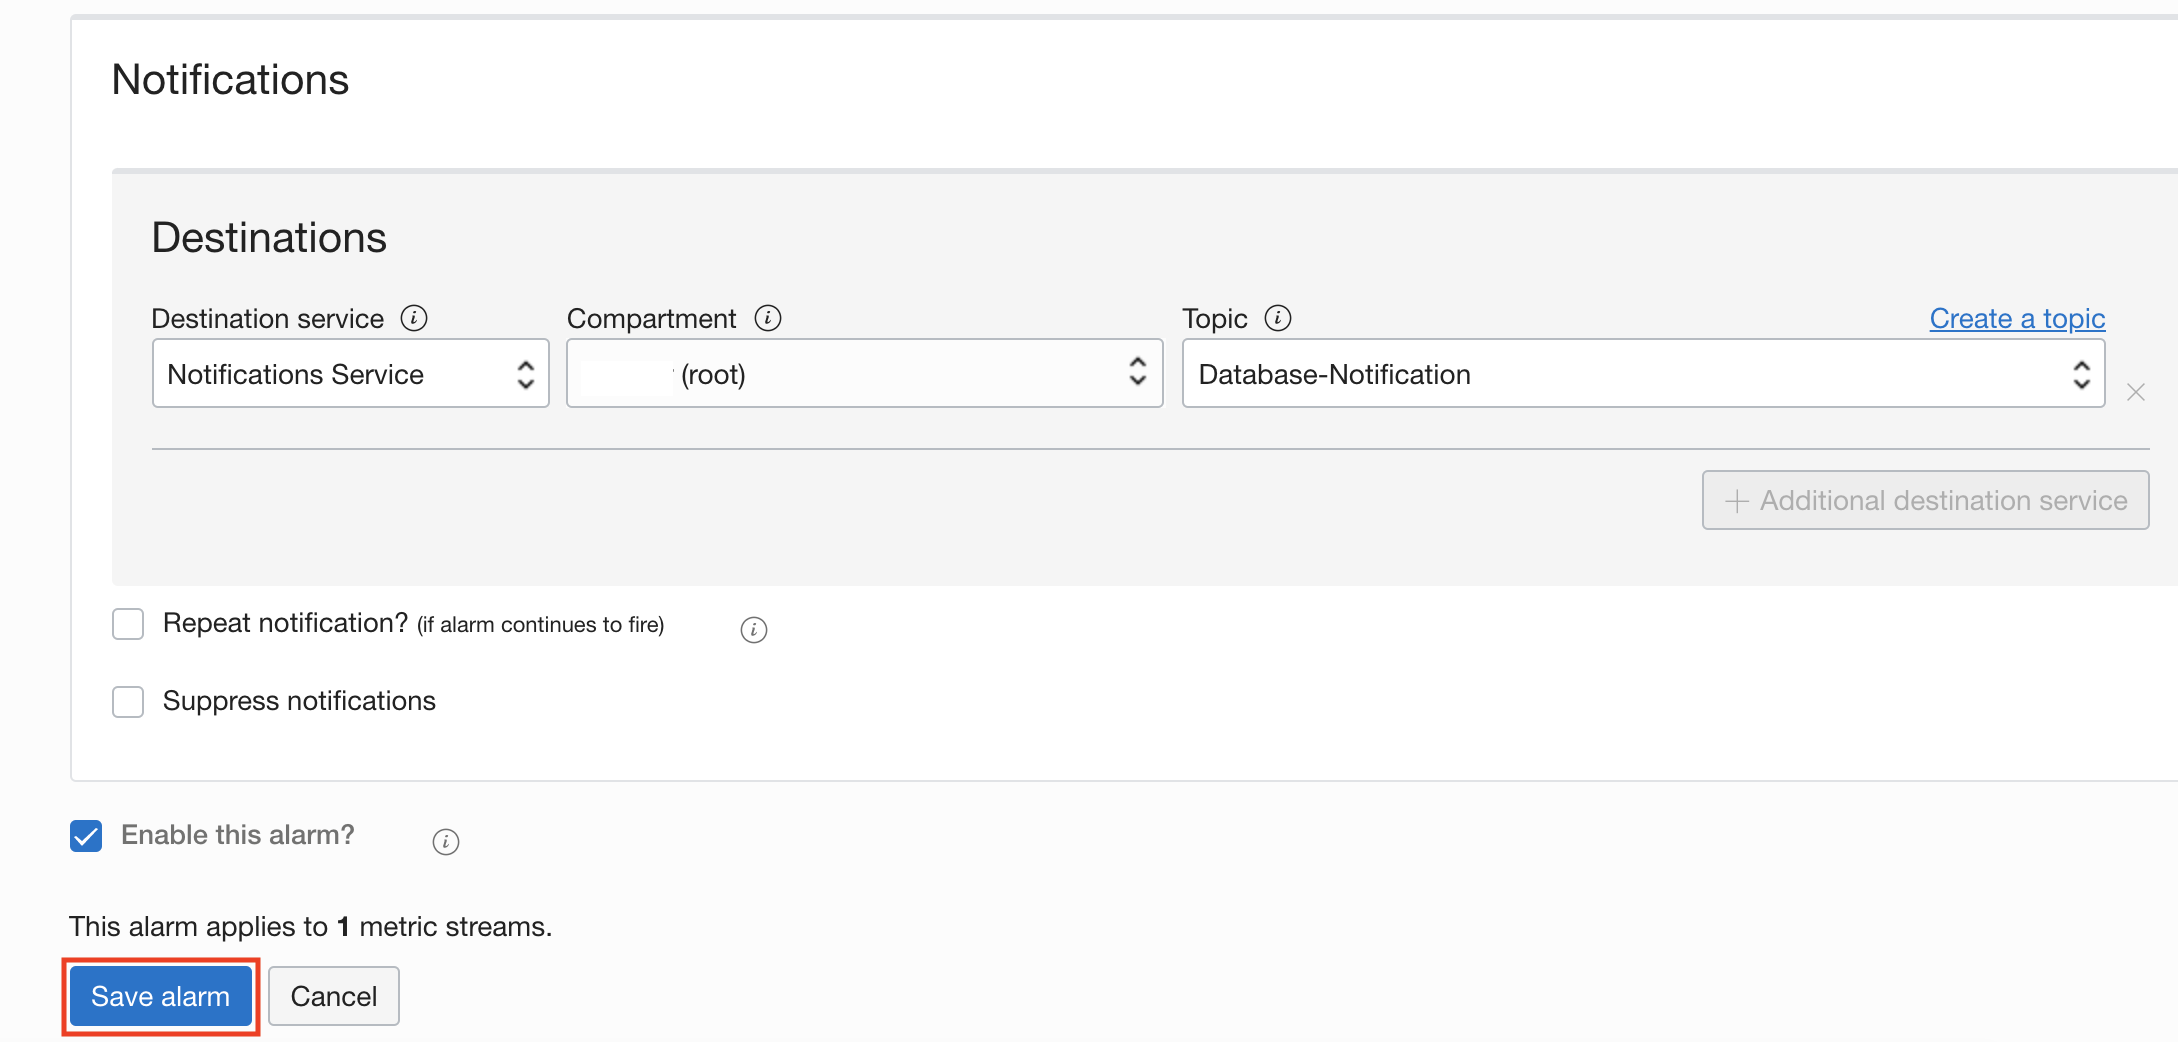 Notifications
Destinations
Destination service Compartment Topic Create a topic
Notifications Service (root) Database-Notification
+ Additional destination service
Repeat notification? (if alarm continues to fire)
Suppress notifications
Enable this alarm?
This alarm applies to 1 metric streams.
Save alarm Cancel